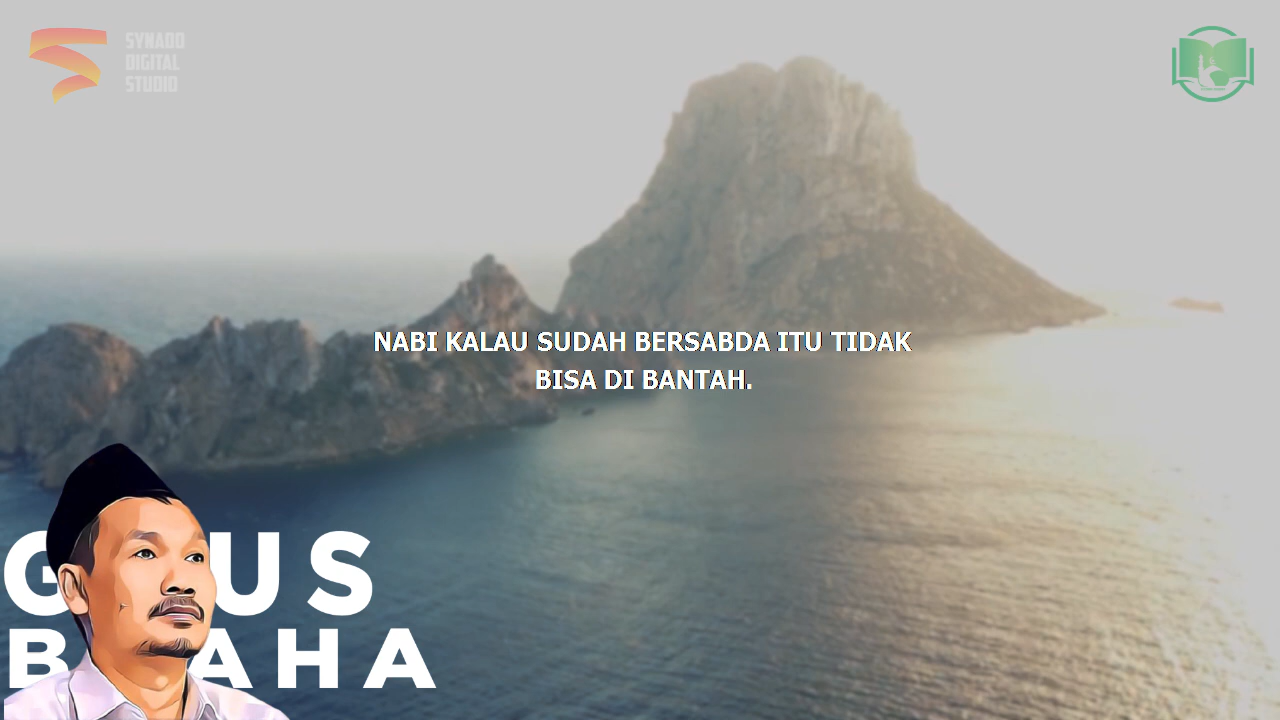 SYNADO
DIGITAL
STUDIO
NABI KALAU SUDAH BERSABDA ITU TIDAK
BISA DI BANTAH.
GUS
BAHA